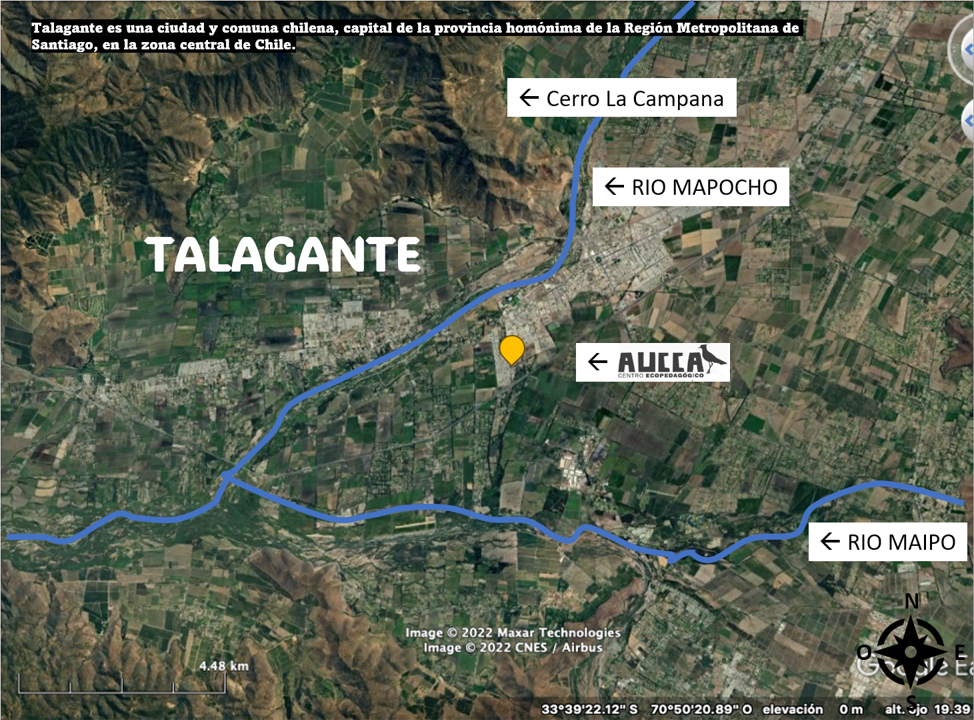 Talagante es una ciudad y comuna chilena, capital de la provincia homónima de la Región Metropolitana de
Santiago, en la zona central de Chile.
← Cerro La Campana
← RIO MAPOCHO
TALAGANTE
← AUCCA
CENTRO ECOPEDAGÓGICO
← RIO MAIPO
N
O E
S
Image © 2022 Maxar Technologies
Image © 2022 CNES / Airbus
4.48 km
Google Ea
33°39'22.12" S 70°50'20.89" O elevación 0 m alt. ojo 19.39